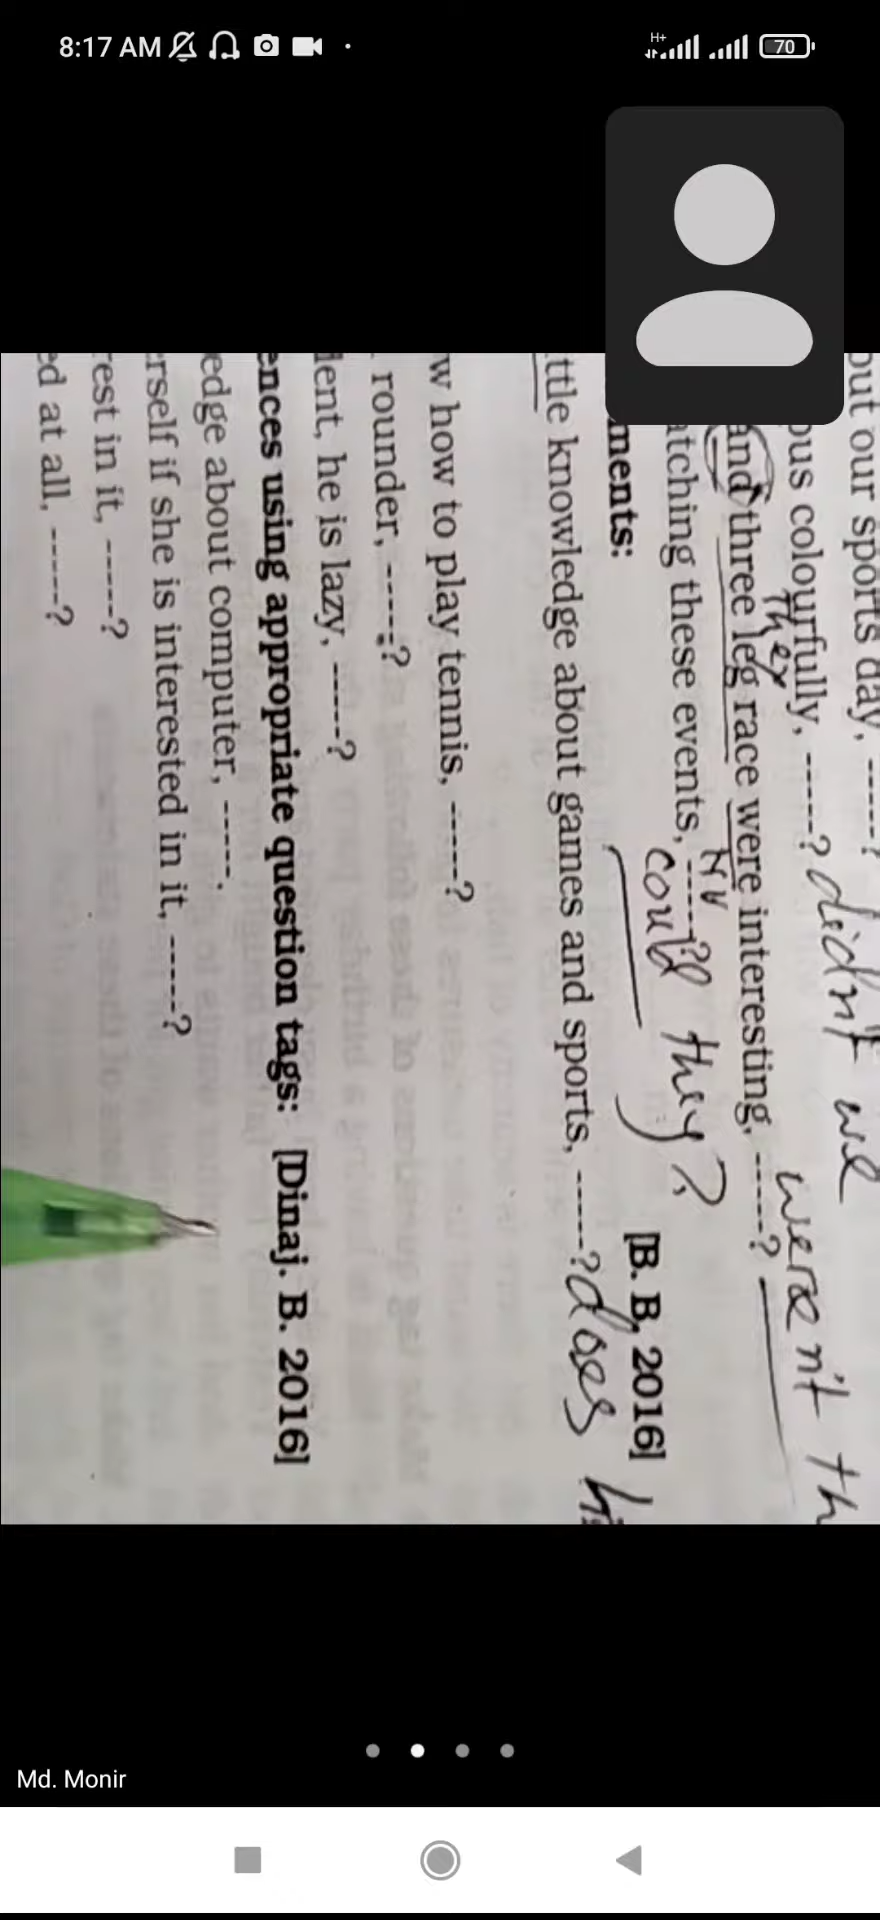 8:17 AM
H+
70
out our sports day, -----?
ous colourfully, -----? didn't we
they
and three leg race were interesting, -----? weren't th
NV
atching these events, -----? could they?
ments: [B. B, 2016]
ttle knowledge about games and sports, -----? does
w how to play tennis, -----?
rounder, -----?
lent, he is lazy, -----?
ences using appropriate question tags: [Dinaj. B. 2016]
edge about computer, -----.
rself if she is interested in it, -----?
rest in it, -----?
ed at all, -----?
Md. Monir